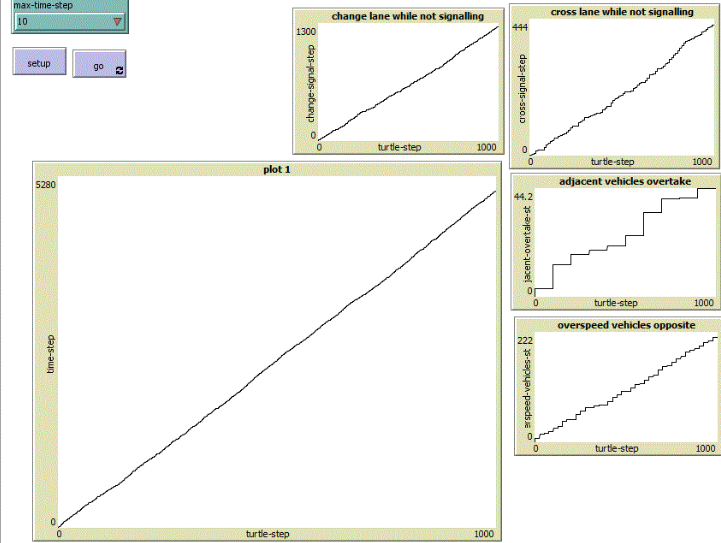 max-time-step
10
setup
go
change lane while not signalling
1300
change-signal-step
0
0
turtle-step
1000
cross lane while not signalling
444
cross-signal-step
0
0
turtle-step
1000
plot 1
5280
time-step
0
0
turtle-step
1000
adjacent vehicles overtake
44.2
jacent-overtake-st
0
0
turtle-step
1000
overspeed vehicles opposite
222
erspeed-vehicles-st
0
0
turtle-step
1000